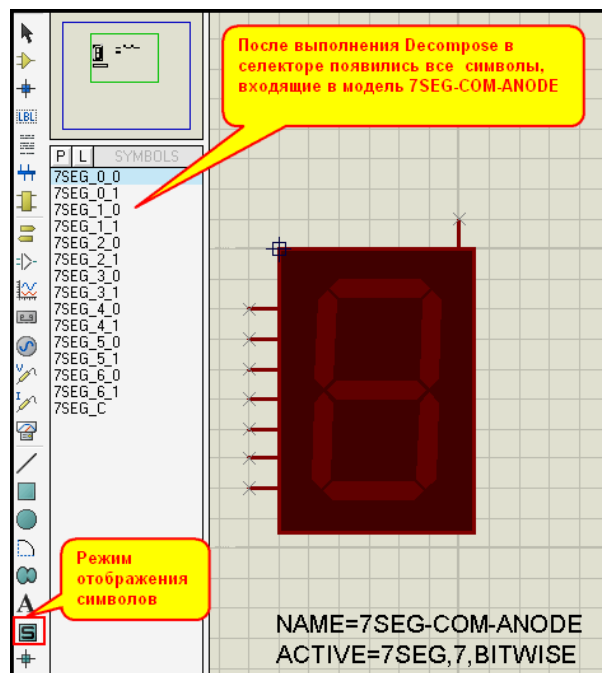 После выполнения Decompose в
селекторе появились все символы,
входящие в модель 7SEG-COM-ANODE
LBL
P L SYMBOLS
7SEG_0_0
7SEG_0_1
7SEG_1_0
7SEG_1_1
7SEG_2_0
7SEG_2_1
7SEG_3_0
7SEG_3_1
7SEG_4_0
7SEG_4_1
7SEG_5_0
7SEG_5_1
7SEG_6_0
7SEG_6_1
7SEG_C
V
I
Режим
отображения
символов
A
S
NAME=7SEG-COM-ANODE
ACTIVE=7SEG,7,BITWISE